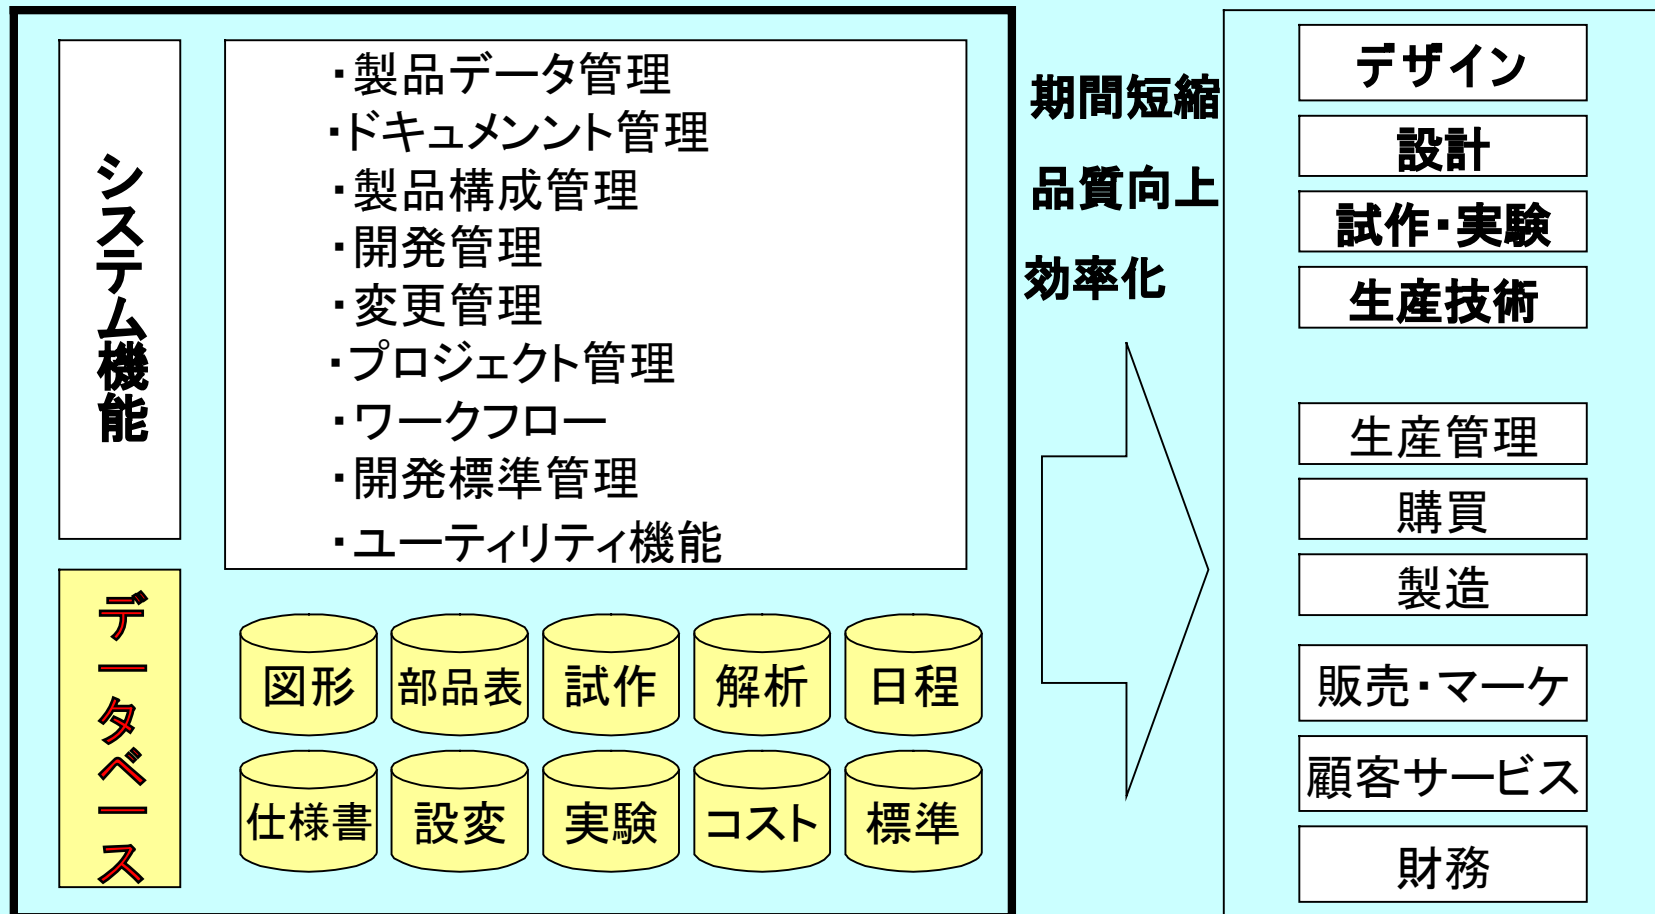 システム機能
・製品データ管理
・ドキュメンント管理
・製品構成管理
・開発管理
・変更管理
・プロジェクト管理
・ワークフロー
・開発標準管理
・ユーティリティ機能
データベース
図形
部品表
試作
解析
日程
仕様書
設変
実験
コスト
標準
期間短縮
品質向上
効率化
デザイン
設計
試作・実験
生産技術
生産管理
購買
製造
販売・マーケ
顧客サービス
財務